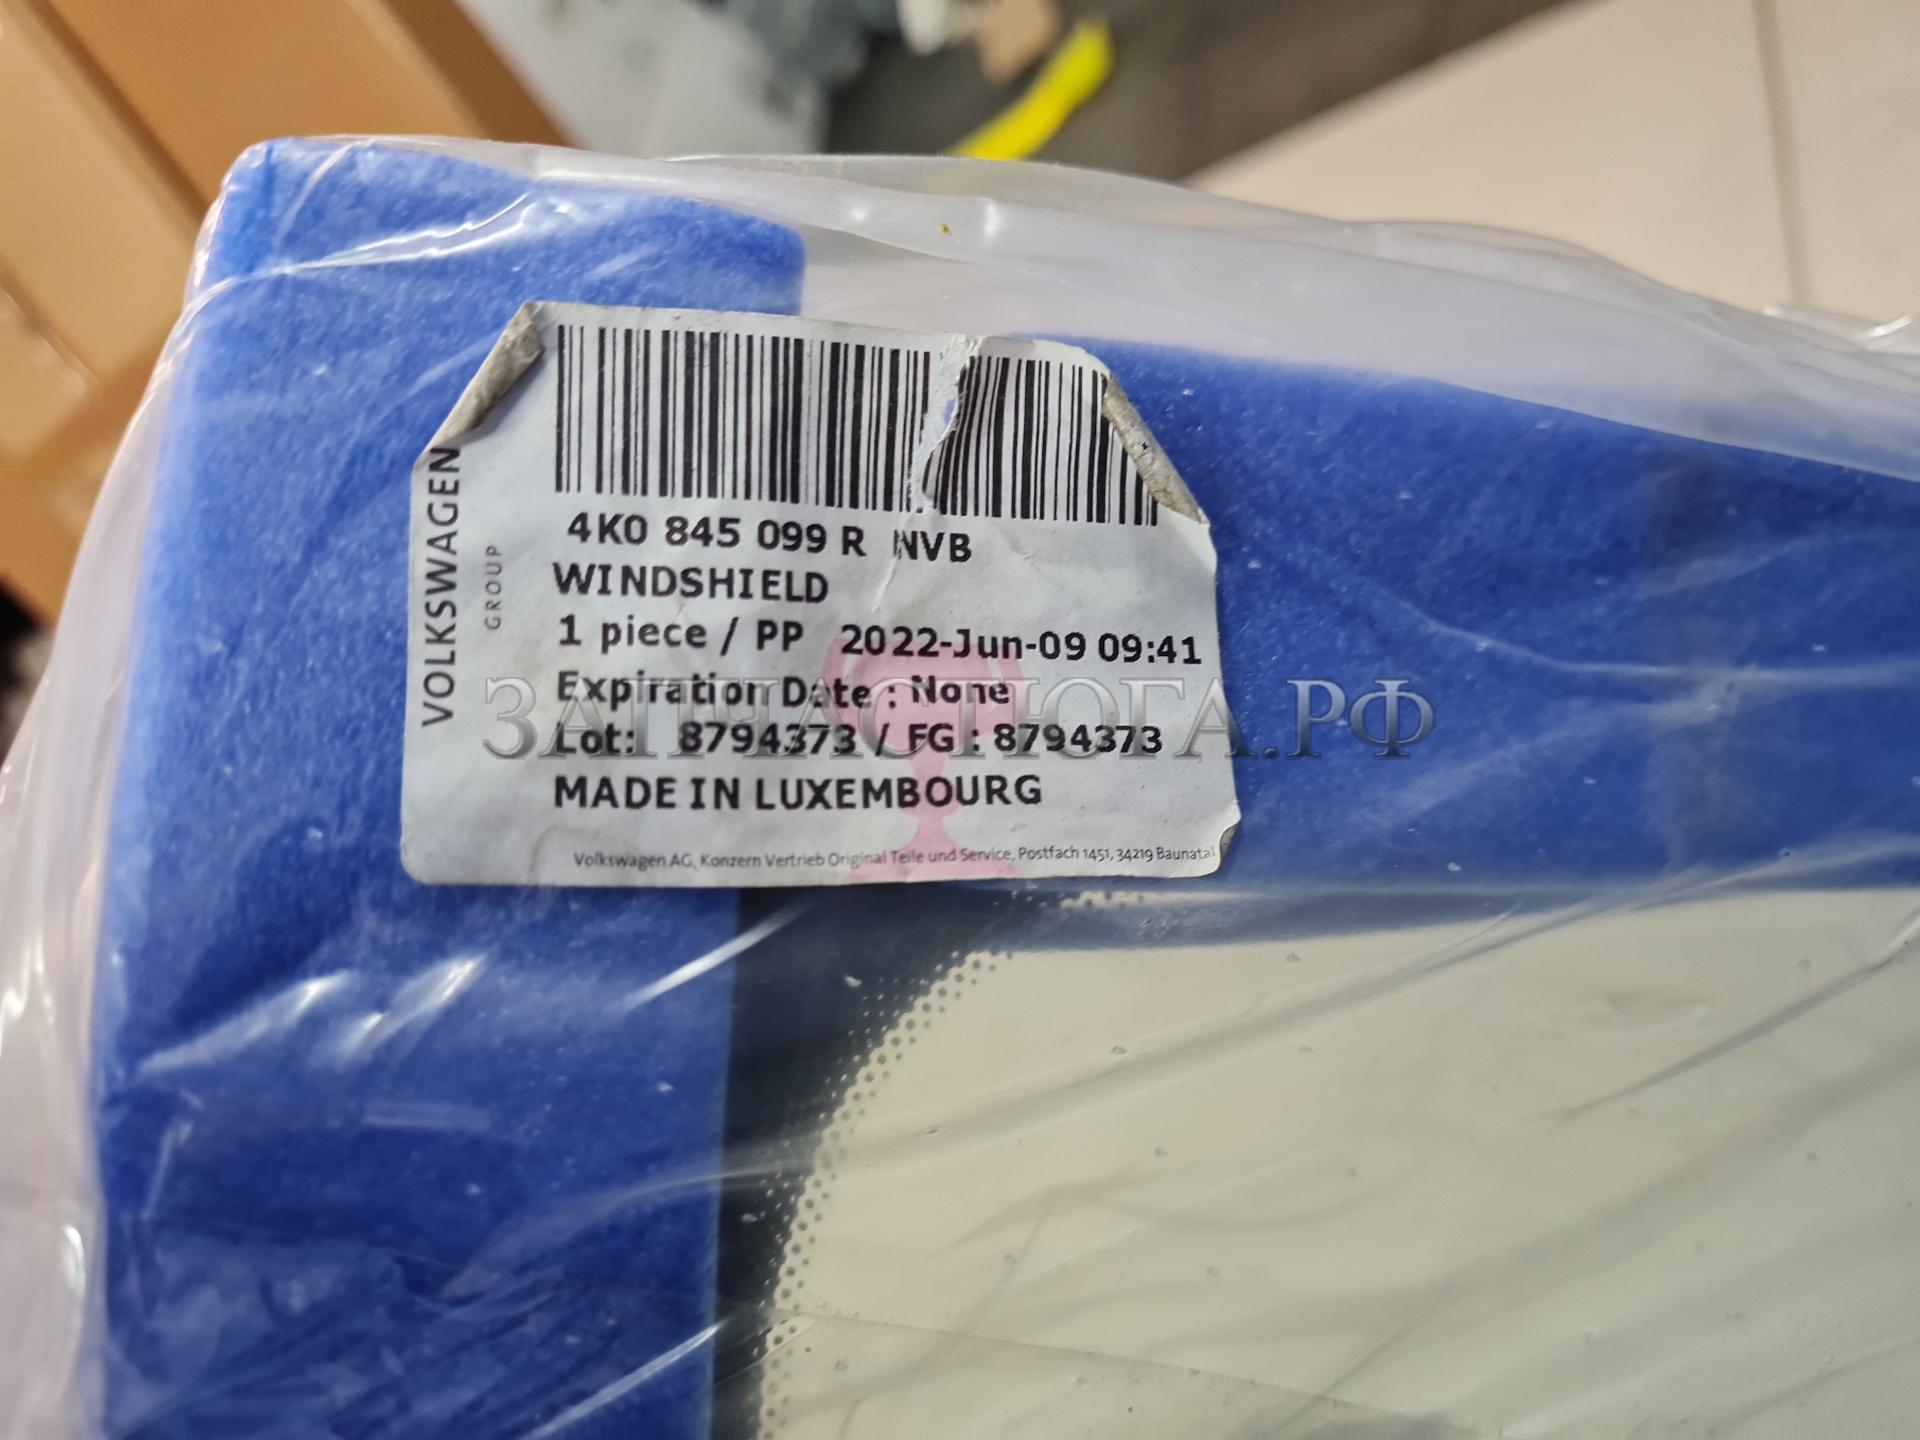 VOLKSWAGEN
GROUP
4K0 845 099 R NVB
WINDSHIELD
1 piece / PP 2022-Jun-09 09:41
Expiration Date : None
Lot: 8794373 / FG : 8794373
MADE IN LUXEMBOURG
Volkswagen AG, Konzern Vertrieb Original Teile und Service, Postfach 1451, 34219 Baunatal
ЗАПЧАСТЮГА.РФ